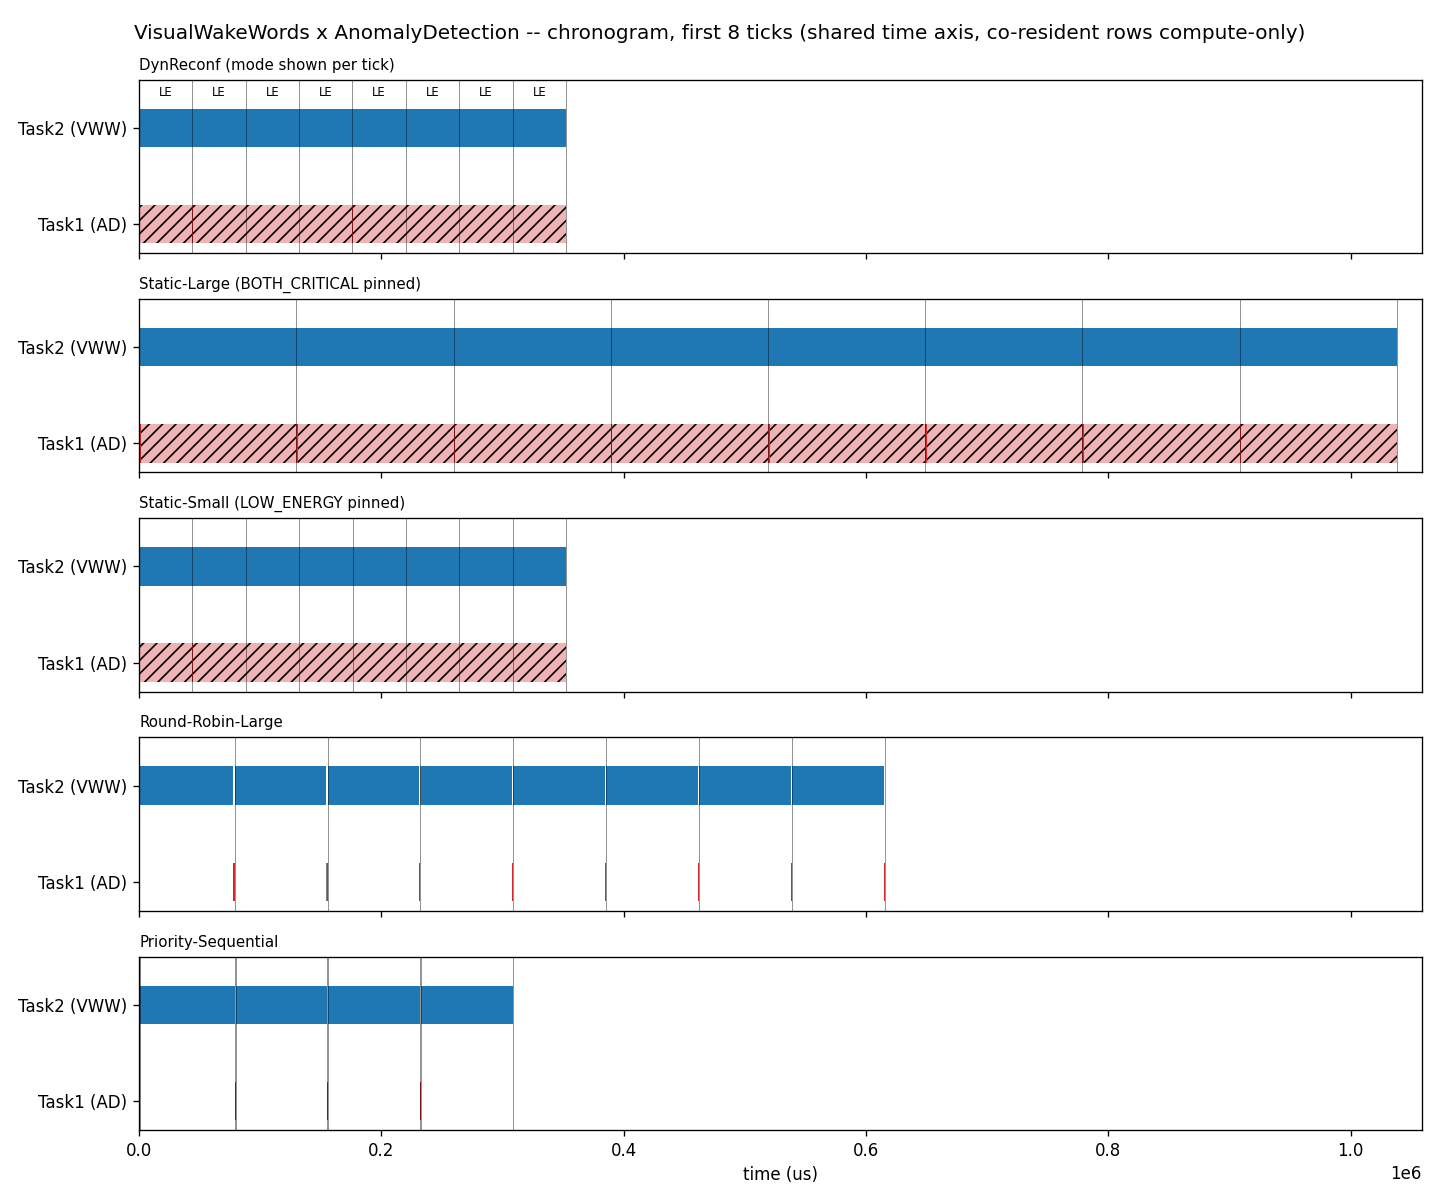 VisualWakeWords x AnomalyDetection -- chronogram, first 8 ticks (shared time axis, co-resident rows compute-only)
DynReconf (mode shown per tick)
LE LE LE LE LE LE LE LE
Task2 (VWW)
Task1 (AD)
Static-Large (BOTH_CRITICAL pinned)
Task2 (VWW)
Task1 (AD)
Static-Small (LOW_ENERGY pinned)
Task2 (VWW)
Task1 (AD)
Round-Robin-Large
Task2 (VWW)
Task1 (AD)
Priority-Sequential
Task2 (VWW)
Task1 (AD)
0.0 0.2 0.4 0.6 0.8 1.0
time (us)
1e6